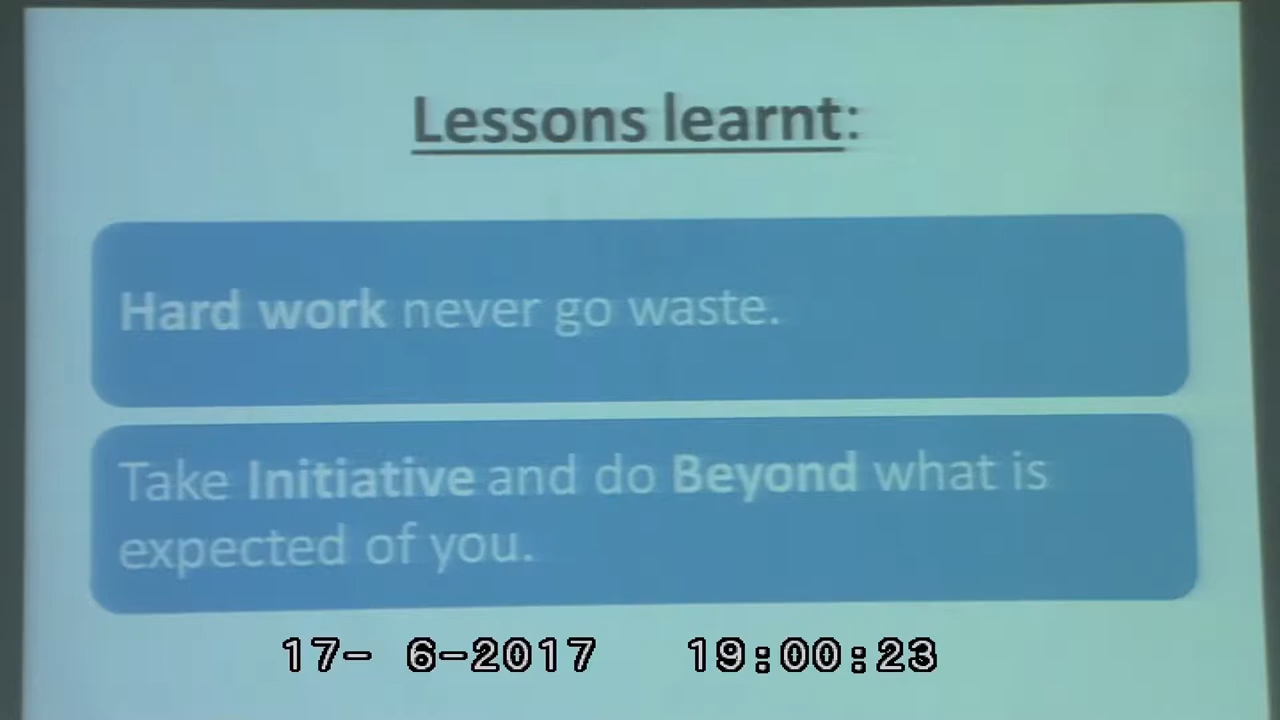 Lessons learnt:
Hard work never go waste.
Take Initiative and do Beyond what is
expected of you.
17- 6-2017 19:00:23